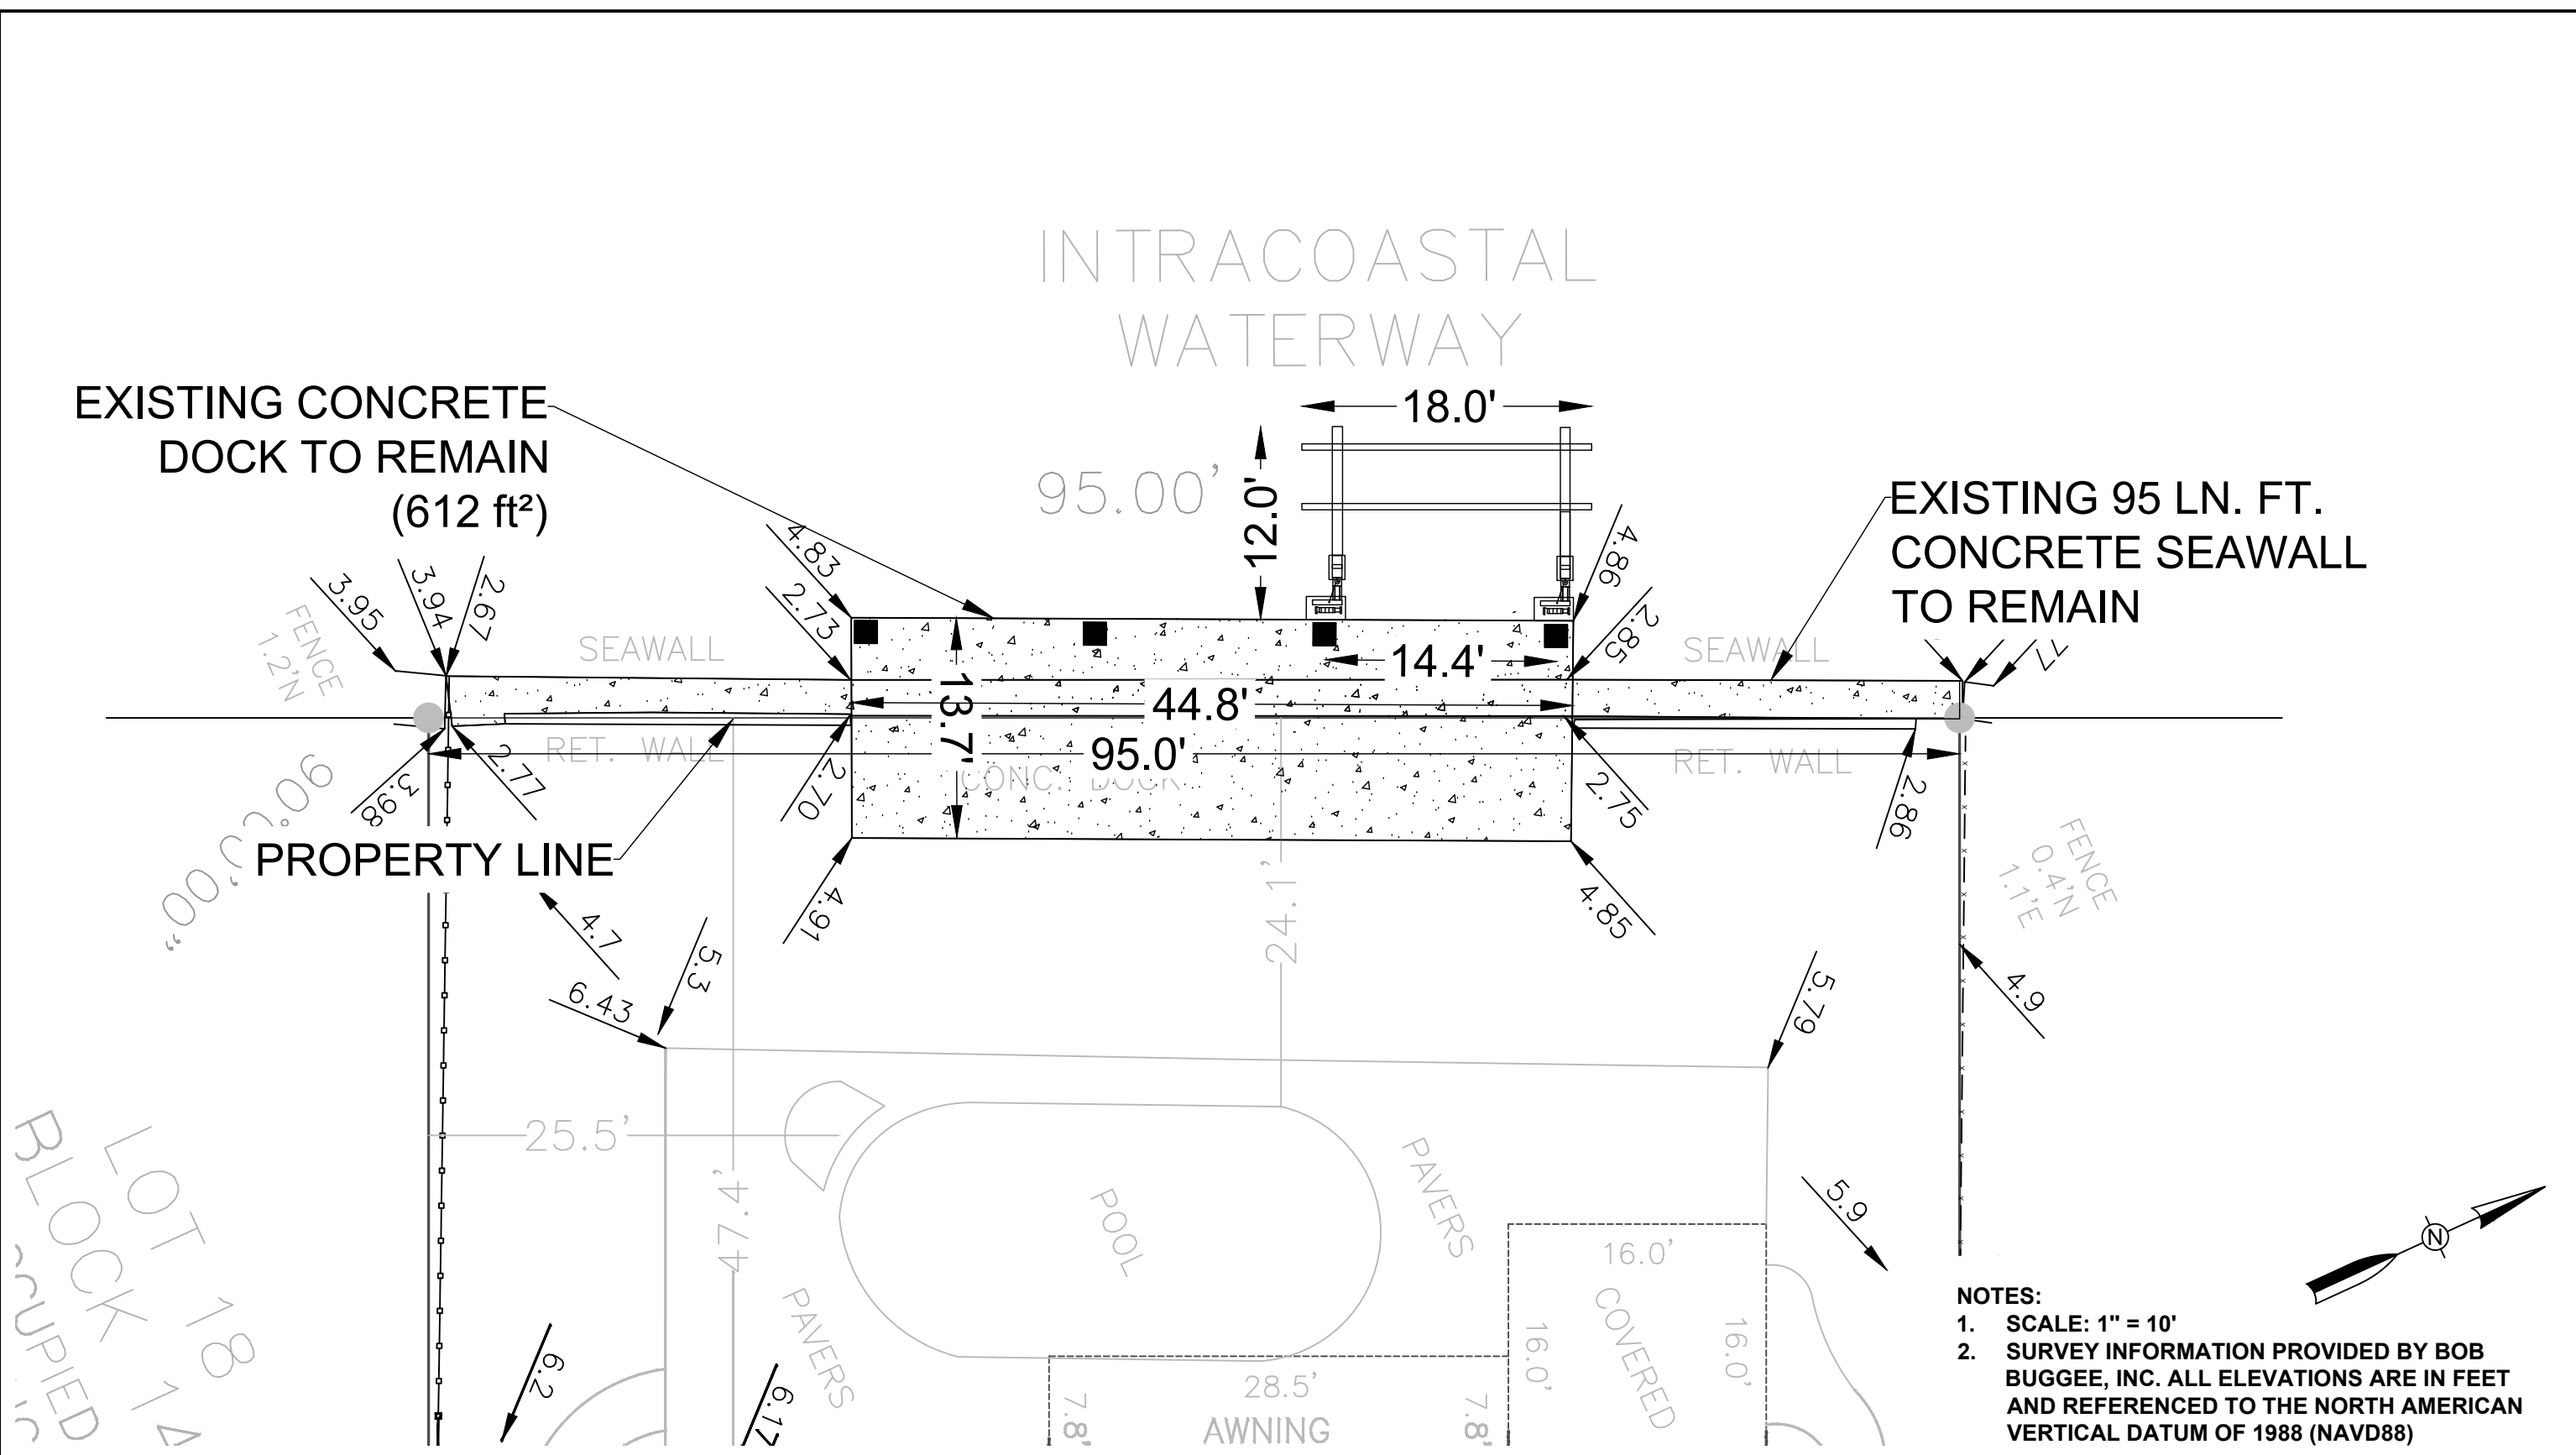 INTRACOASTAL
WATERWAY
EXISTING CONCRETE
DOCK TO REMAIN
(612 ft²)
18.0'
95.00'
12.0'
EXISTING 95 LN. FT.
CONCRETE SEAWALL
TO REMAIN
4.83
4.86
3.95
3.94
2.67
2.73
2.85
FENCE
1.2'N
SEAWALL
SEAWALL
77
14.4'
13.7'
44.8'
95.0'
RET. WALL
RET. WALL
CONC. DOCK
2.77
3.98
2.70
2.75
2.86
90°00'00"
PROPERTY LINE
4.91
4.85
24.1'
FENCE
0.4'N
1.1'E
4.7
5.3
6.43
5.79
4.9
25.5'
47.4'
POOL
PAVERS
PAVERS
5.9
LOT 18
BLOCK 14
16.0'
16.0'
16.0'
COVERED
28.5'
AWNING
7.8'
7.8'
6.2
6.17
N
NOTES:
1. SCALE: 1" = 10'
2. SURVEY INFORMATION PROVIDED BY BOB
BUGGEE, INC. ALL ELEVATIONS ARE IN FEET
AND REFERENCED TO THE NORTH AMERICAN
VERTICAL DATUM OF 1988 (NAVD88)